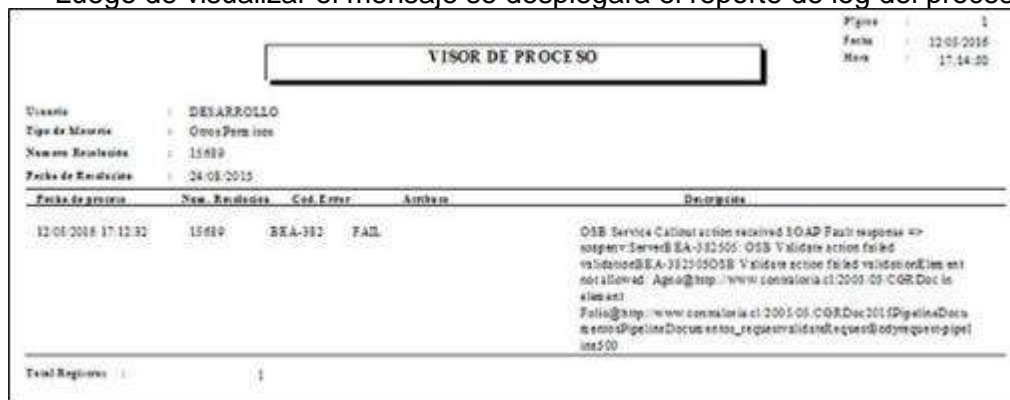 Luego de visualizar el mensaje se desplegará el reporte de log del proces
Página : 1
Fecha : 12/05/2016
Hora : 17:14:50
VISOR DE PROCESO
Usuario : DESARROLLO
Tipo de Materia : Otros Permisos
Numero Resolución : 15689
Fecha de Resolución : 24/08/2015
Fecha de proceso Num. Resolución Cod. Error Atributo Descripción
12/05/2016 17:12:32 15689 BEA-382 FAIL OSB Service Callout action received SOAP Fault response =>
soapenv:ServerBEA-382505: OSB Validate action failed
validationBEA-382505OSB Validate action failed validationElement
not allowed: Agno@http://www.contraloria.cl/2005/05/CGRDoc in
element
Folio@http://www.contraloria.cl/2005/05/CGRDoc2015PipelineDocu
mentosPipelineDocumentos_requestvalidateRequestBodyrequest-pipel
ine500
Total Registros : 1